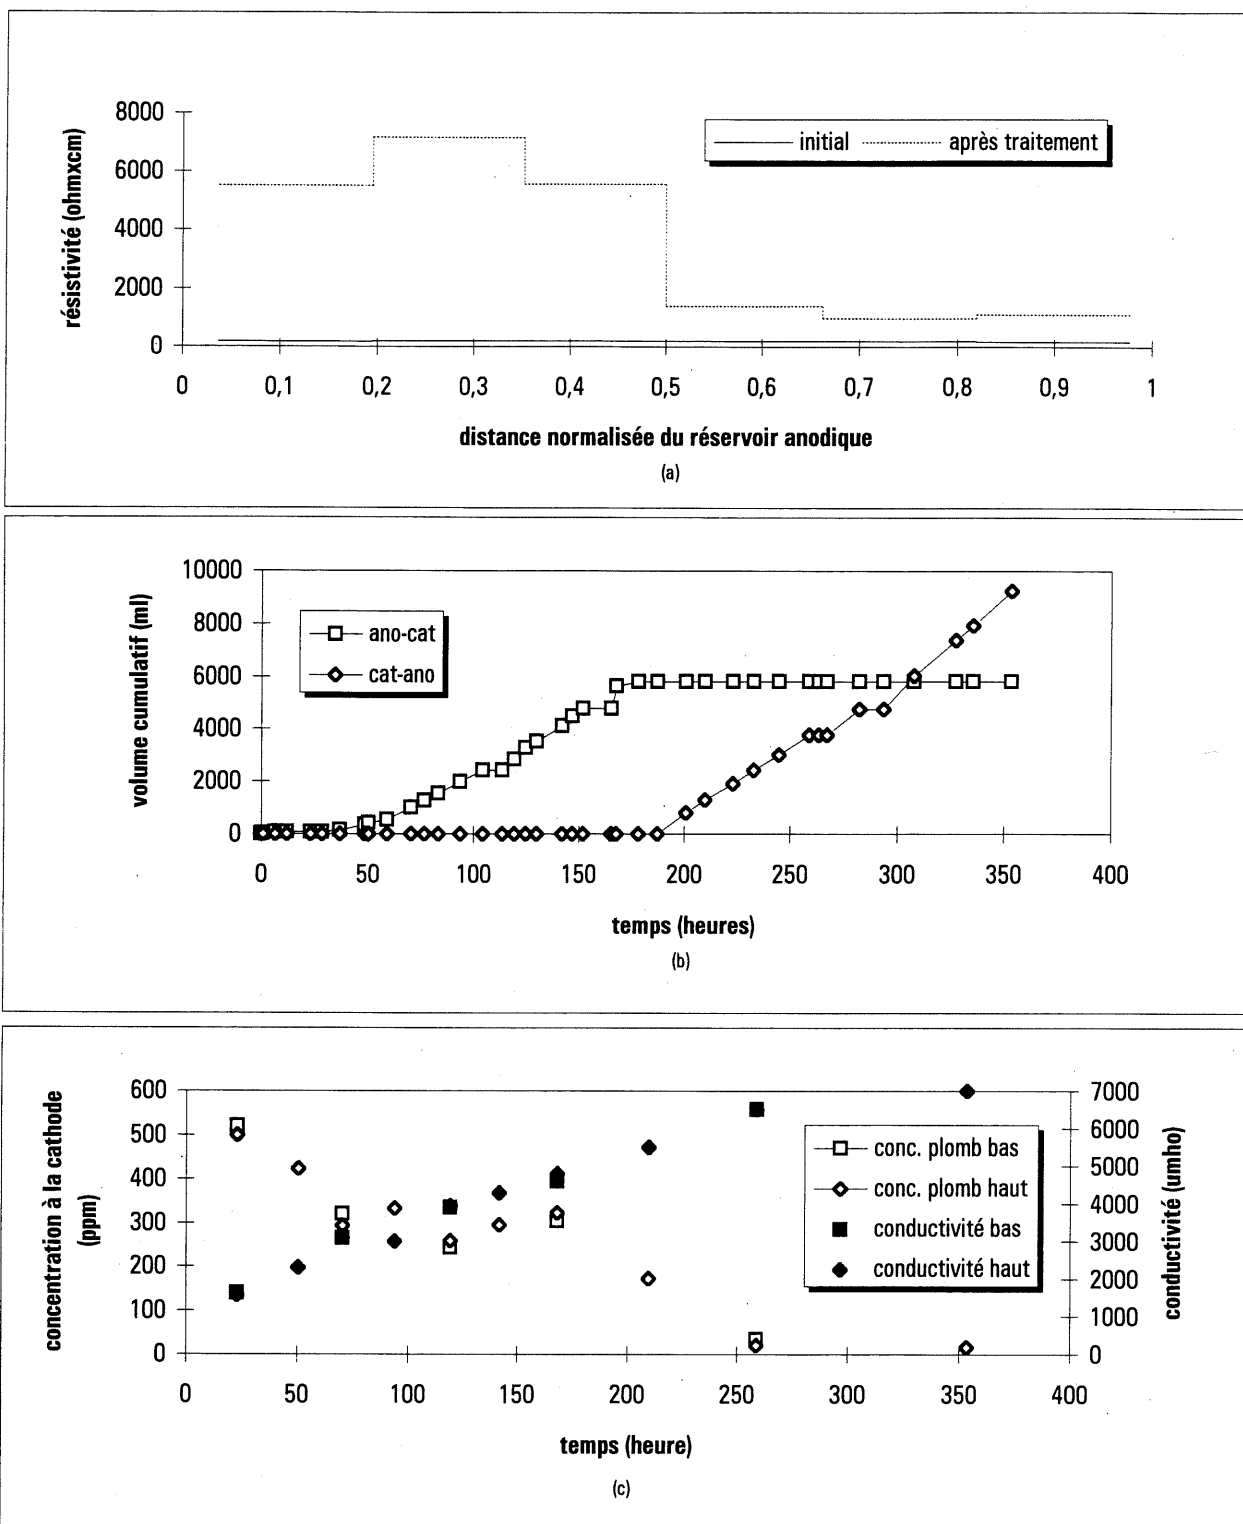 8000
6000
4000
2000
0
résistivité (ohmxcm)
initial
après traitement
0 0,1 0,2 0,3 0,4 0,5 0,6 0,7 0,8 0,9 1
distance normalisée du réservoir anodique
(a)
10000
8000
6000
4000
2000
0
volume cumulatif (ml)
ano-cat
cat-ano
0 50 100 150 200 250 300 350 400
temps (heures)
(b)
600
500
400
300
200
100
0
concentration à la cathode
(ppm)
conc. plomb bas
conc. plomb haut
conductivité bas
conductivité haut
7000
6000
5000
4000
3000
2000
1000
0
conductivité (umho)
0 50 100 150 200 250 300 350 400
temps (heure)
(c)